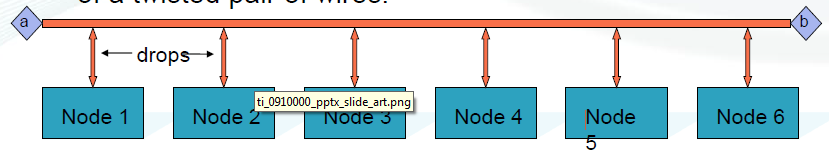 of a twisted pair of wires.
a
b
drops
ti_0910000_pptx_slide_art.png
Node 1
Node 2
Node 3
Node 4
Node
5
Node 6